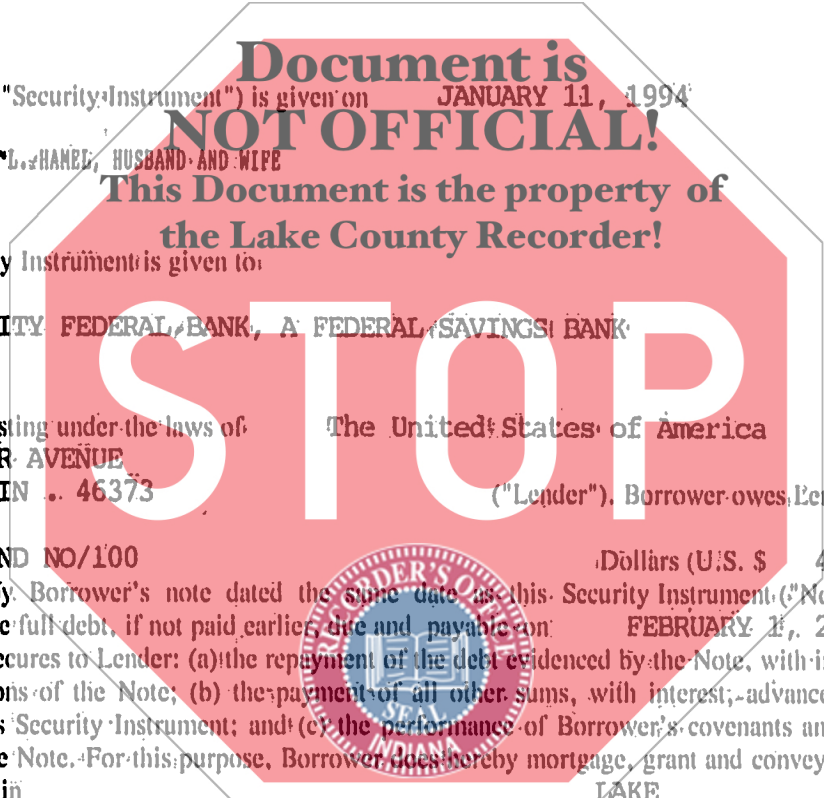 Document is
"Security Instrument") is given on JANUARY 11, 1994
NOT OFFICIAL!
L. HAMEL, HUSBAND AND WIFE
This Document is the property of
the Lake County Recorder!
y Instrument is given to
ITY FEDERAL BANK, A FEDERAL SAVINGS BANK
STOP
sting under the laws of The United States of America
R AVENUE
IN . 46373 ("Lender"). Borrower owes Len
ND NO/100 Dollars (U.S. $ 4
y Borrower's note dated the same date as this Security Instrument ("No
e full debt, if not paid earlier, due and payable on FEBRUARY 1, 2
cures to Lender: (a) the repayment of the debt evidenced by the Note, with i
ons of the Note; (b) the payment of all other sums, with interest, advance
s Security Instrument; and (c) the performance of Borrower's covenants an
e Note. For this purpose, Borrower does hereby mortgage, grant and convey
in LAKE
RECORDER'S OFFICE
SEAL
INDIANA